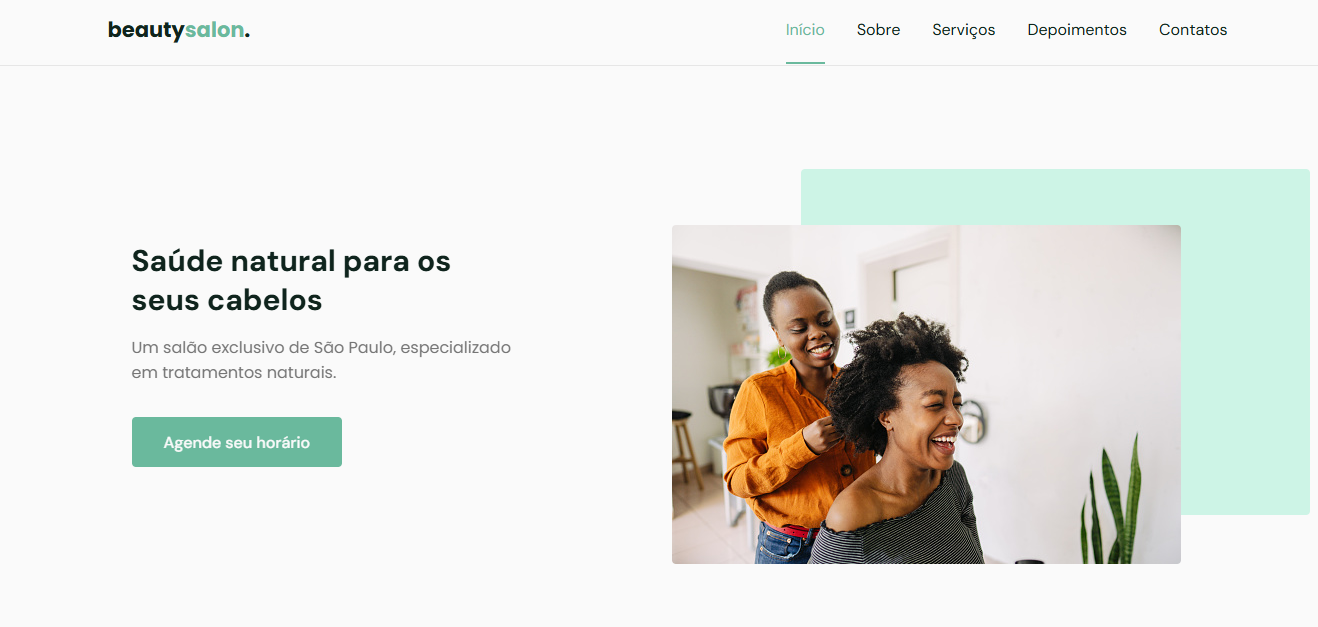 beautysalon.
Início
Sobre
Serviços
Depoimentos
Contatos
Saúde natural para os
seus cabelos
Um salão exclusivo de São Paulo, especializado
em tratamentos naturais.
Agende seu horário